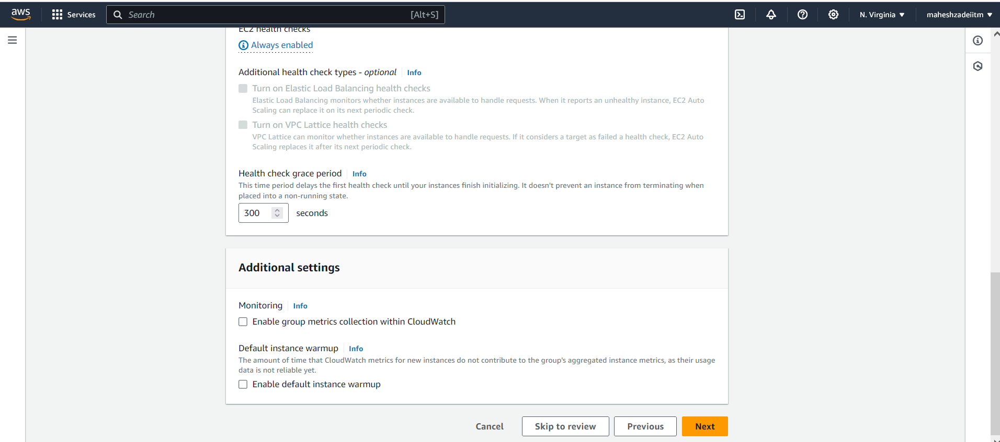 aws
Services
Search
[Alt+S]
N. Virginia
maheshzadeiitm
EC2 health checks
Always enabled
Additional health check types - optional
Info
Turn on Elastic Load Balancing health checks
Elastic Load Balancing monitors whether instances are available to handle requests. When it reports an unhealthy instance, EC2 Auto
Scaling can replace it on its next periodic check.
Turn on VPC Lattice health checks
VPC Lattice can monitor whether instances are available to handle requests. If it considers a target as failed a health check, EC2 Auto
Scaling replaces it after its next periodic check.
Health check grace period
Info
This time period delays the first health check until your instances finish initializing. It doesn't prevent an instance from terminating when
placed into a non-running state.
300
seconds
Additional settings
Monitoring
Info
Enable group metrics collection within CloudWatch
Default instance warmup
Info
The amount of time that CloudWatch metrics for new instances do not contribute to the group's aggregated instance metrics, as their usage
data is not reliable yet.
Enable default instance warmup
Cancel
Skip to review
Previous
Next